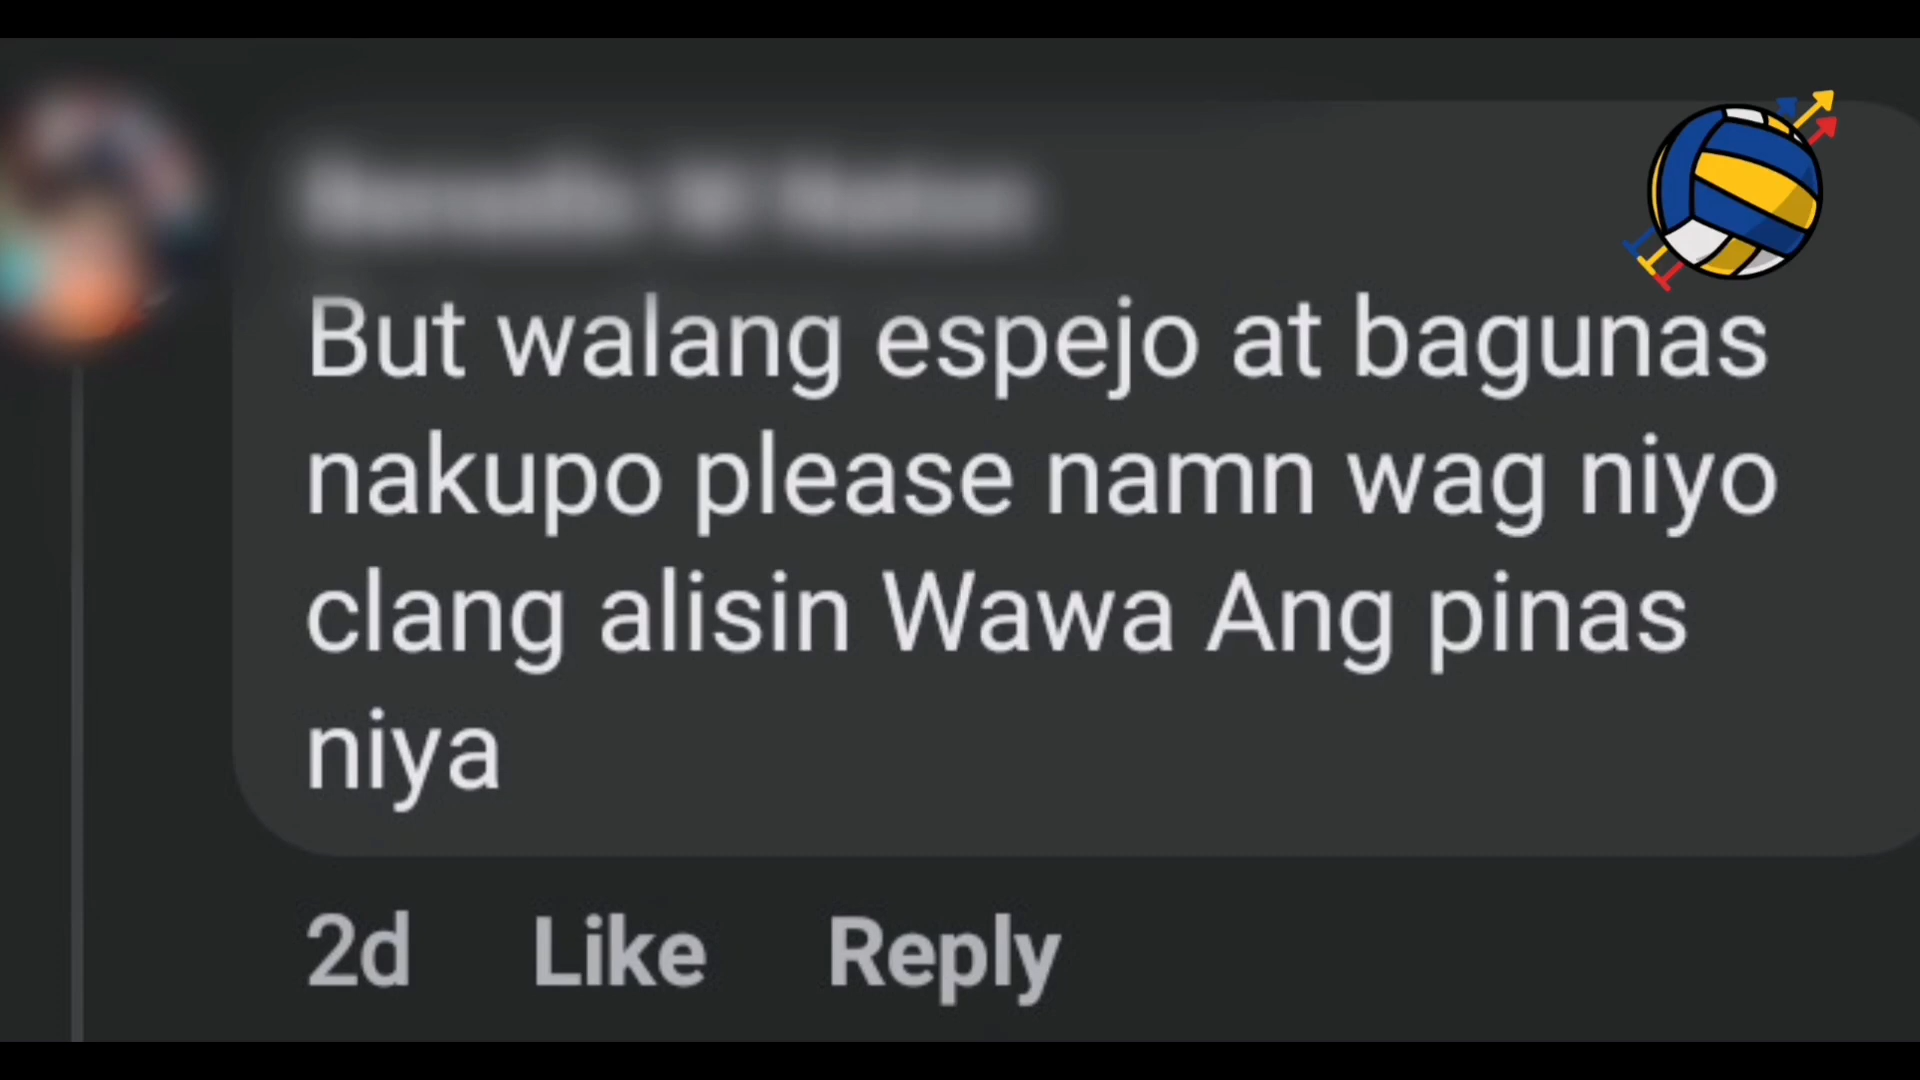 But walang espejo at bagunas
nakupo please namn wag niyo
clang alisin Wawa Ang pinas
niya
2d Like Reply